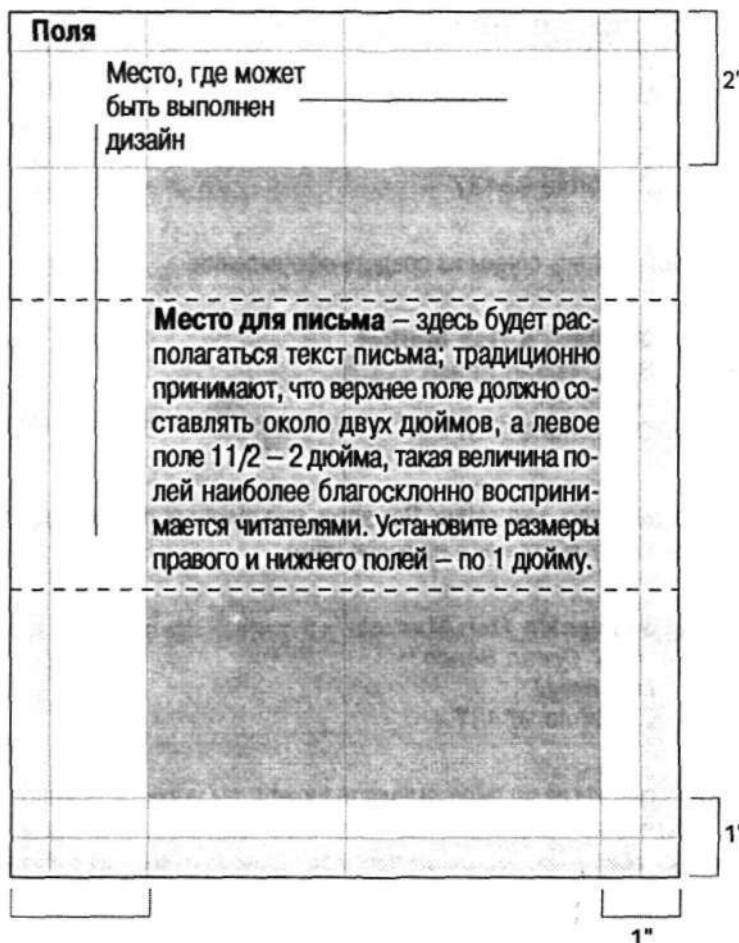 Поля
Место, где может
быть выполнен
дизайн
2"
Место для письма – здесь будет рас-
полагаться текст письма; традиционно
принимают, что верхнее поле должно со-
ставлять около двух дюймов, а левое
поле 11/2 – 2 дюйма, такая величина по-
лей наиболее благосклонно восприни-
мается читателями. Установите размеры
правого и нижнего полей – по 1 дюйму.
1"
1"